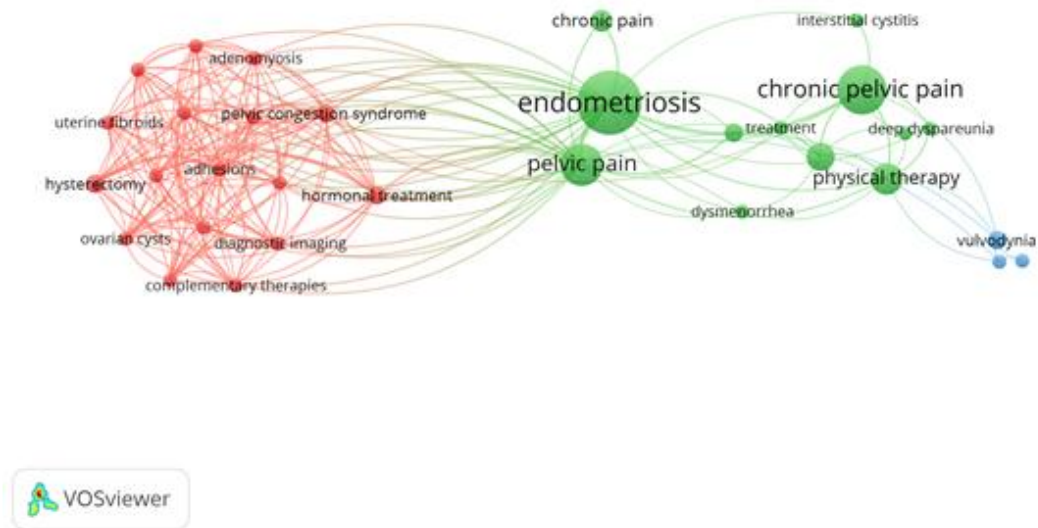 chronic pain
interstitial cystitis
adenomyosis
endometriosis
chronic pelvic pain
uterine fibroids
pelvic congestion syndrome
treatment
deep dyspareunia
hysterectomy
adhesions
pelvic pain
hormonal treatment
physical therapy
dysmenorrhea
ovarian cysts
diagnostic imaging
vulvodynia
complementary therapies
VOSviewer